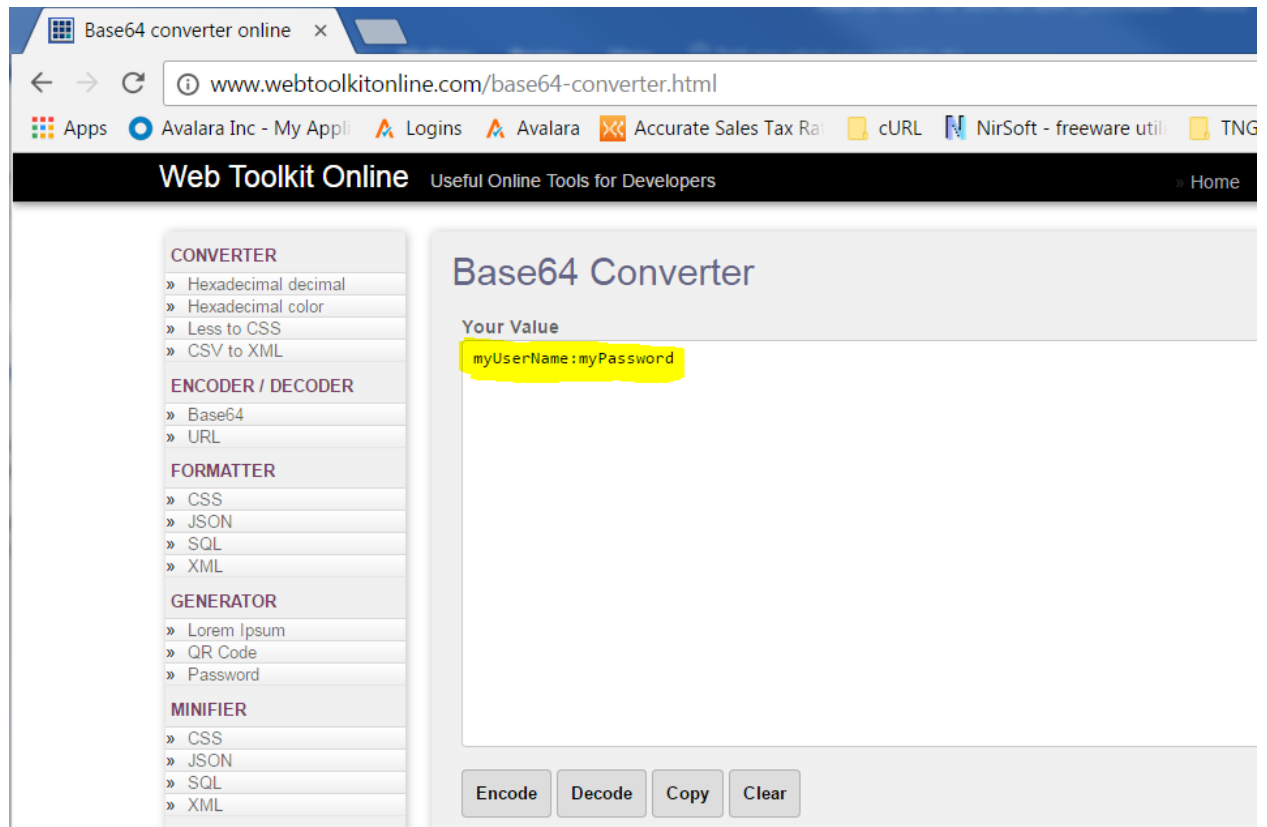 Base64 converter online ×
www.webtoolkitonline.com/base64-converter.html
Apps Avalara Inc - My Appli Logins Avalara Accurate Sales Tax Ra cURL NirSoft - freeware util TNG
Web Toolkit Online Useful Online Tools for Developers » Home
CONVERTER
» Hexadecimal decimal
» Hexadecimal color
» Less to CSS
» CSV to XML
ENCODER / DECODER
» Base64
» URL
FORMATTER
» CSS
» JSON
» SQL
» XML
GENERATOR
» Lorem Ipsum
» QR Code
» Password
MINIFIER
» CSS
» JSON
» SQL
» XML
Base64 Converter
Your Value
myUserName:myPassword
Encode Decode Copy Clear